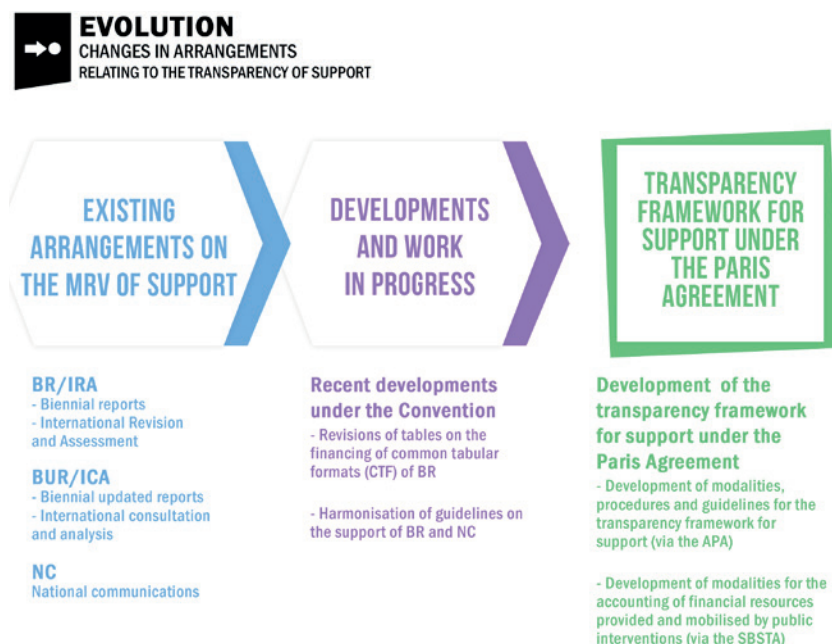 EVOLUTION
CHANGES IN ARRANGEMENTS
RELATING TO THE TRANSPARENCY OF SUPPORT
EXISTING
ARRANGEMENTS ON
THE MRV OF SUPPORT
BR/IRA
- Biennial reports
- International Revision
and Assessment
BUR/ICA
- Biennial updated reports
- International consultation
and analysis
NC
National communications
DEVELOPMENTS
AND WORK
IN PROGRESS
Recent developments
under the Convention
- Revisions of tables on the
financing of common tabular
formats (CTF) of BR
- Harmonisation of guidelines on
the support of BR and NC
TRANSPARENCY
FRAMEWORK FOR
SUPPORT UNDER
THE PARIS
AGREEMENT
Development of the
transparency framework
for support under the
Paris Agreement
- Development of modalities,
procedures and guidelines for the
transparency framework for
support (via the APA)
- Development of modalities for the
accounting of financial resources
provided and mobilised by public
interventions (via the SBSTA)